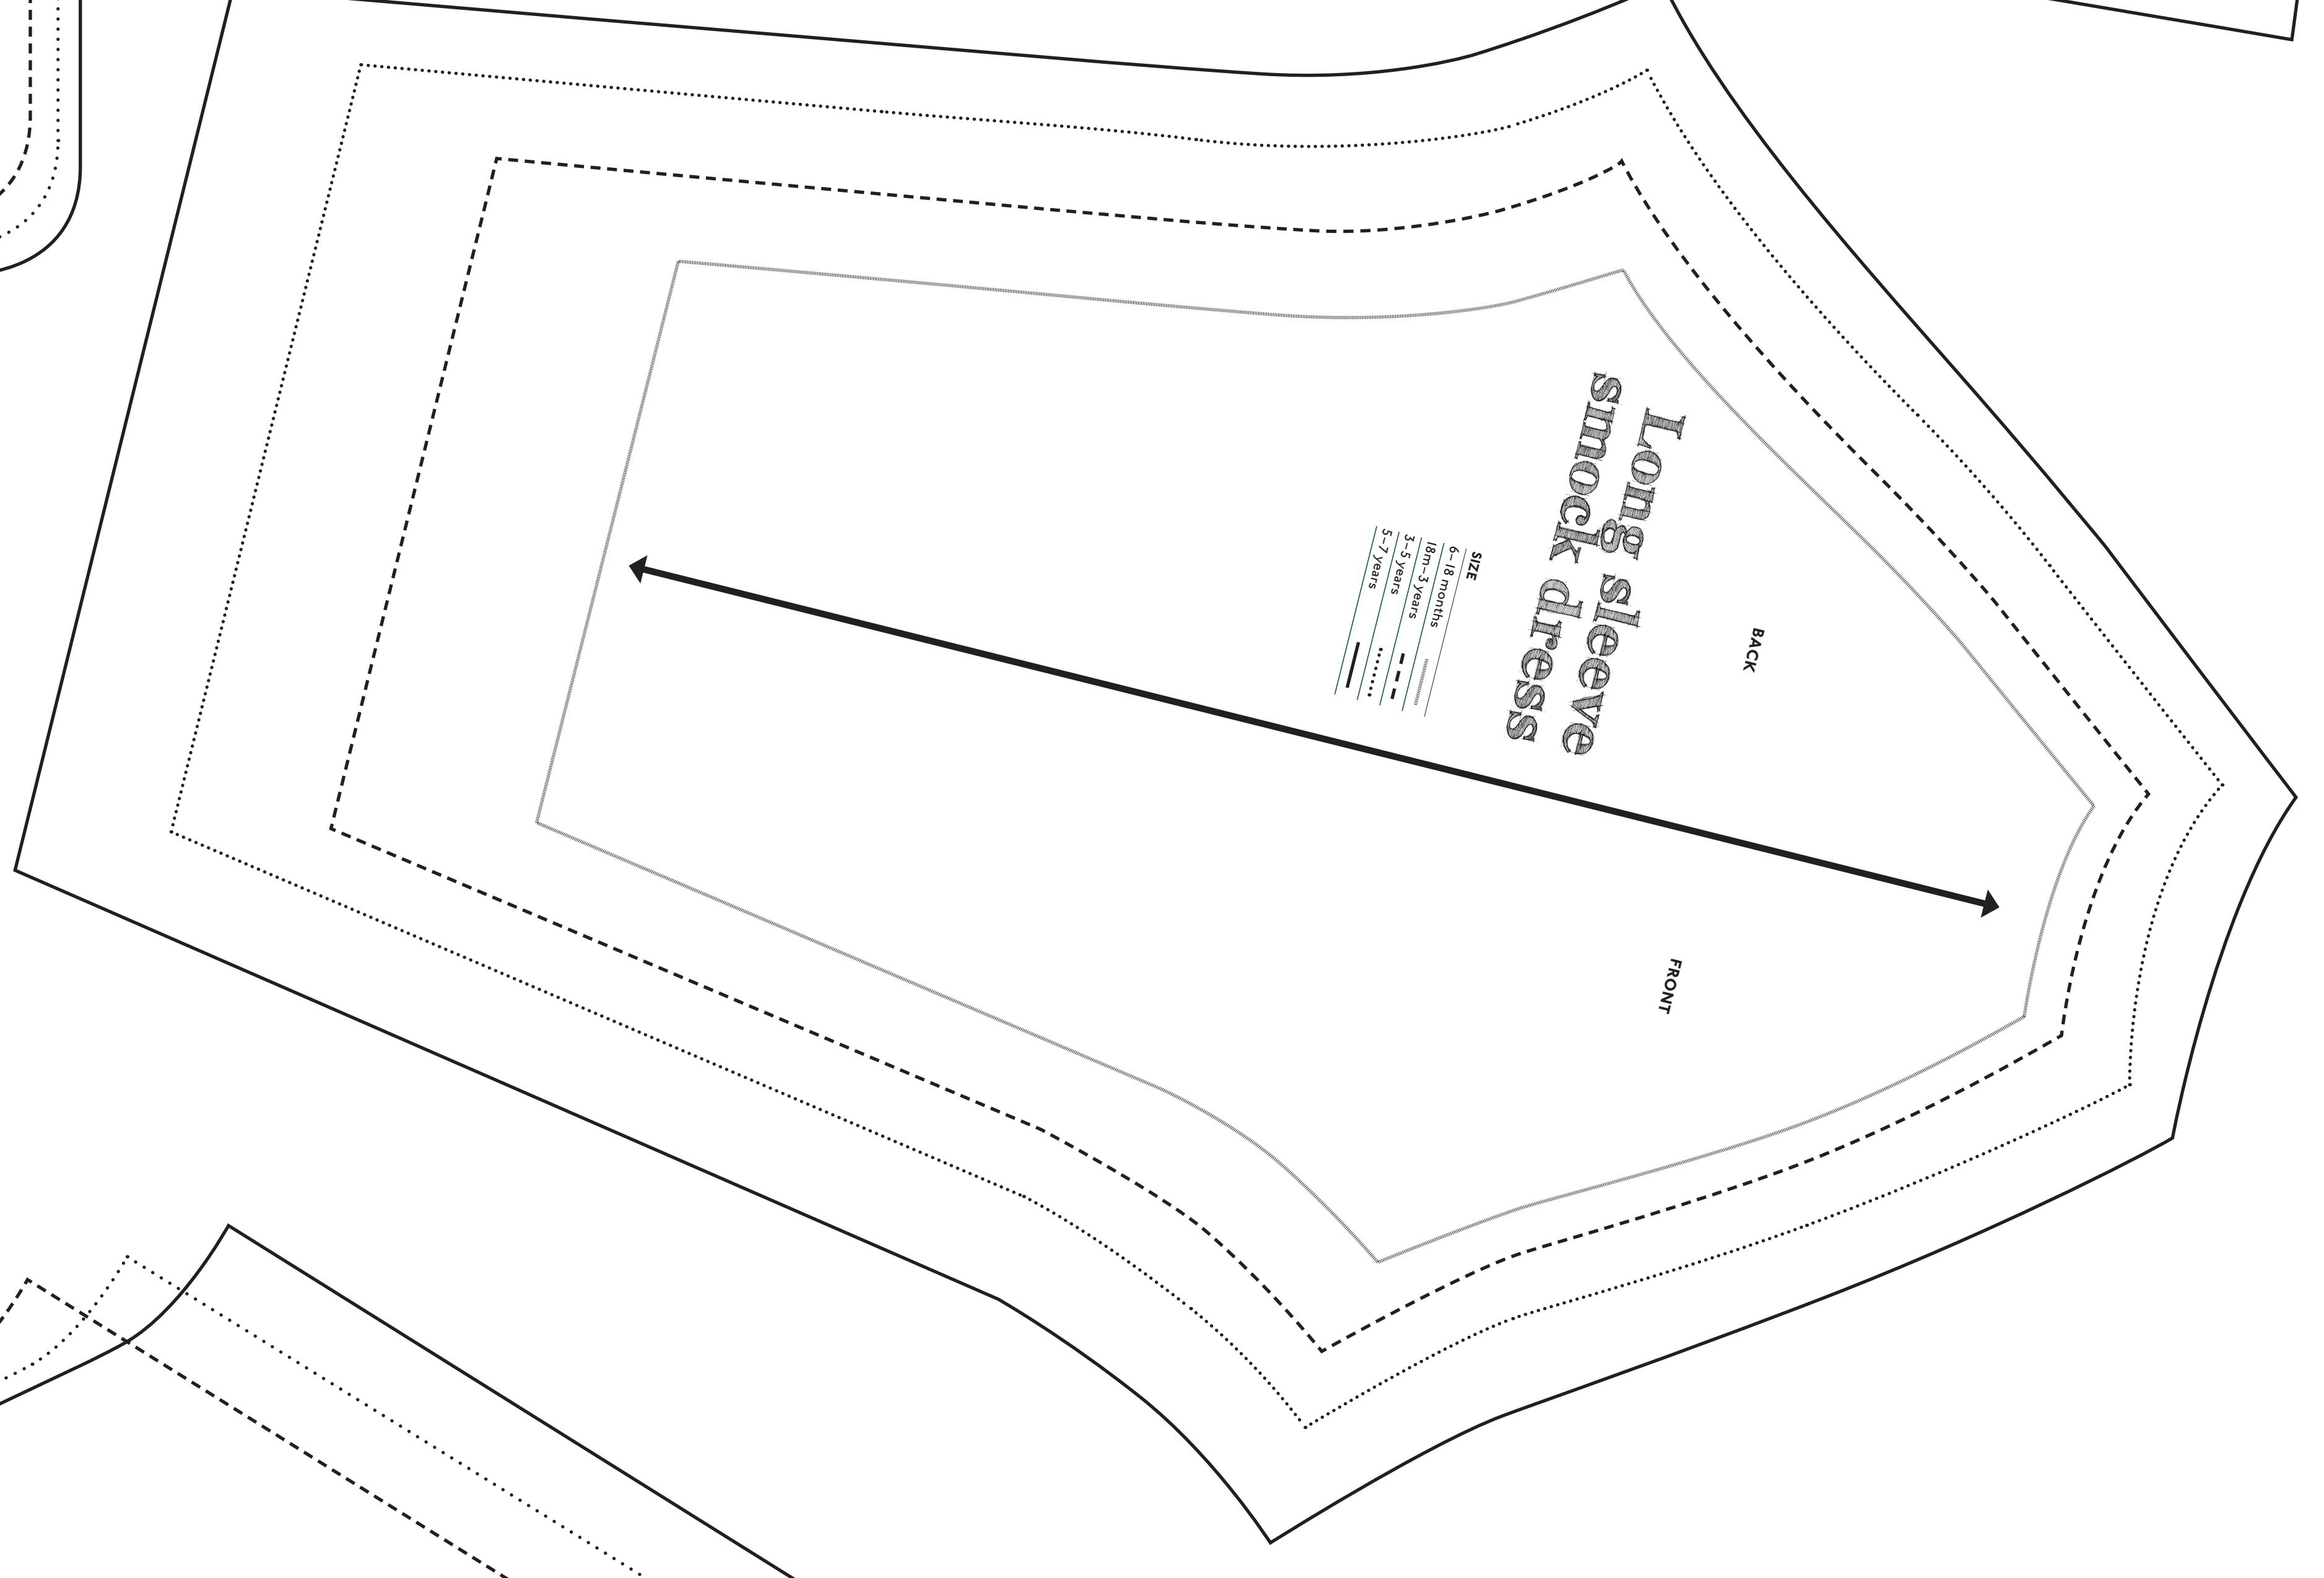 Long sleeve
smock dress
SIZE
6–18 months
18m–3 years
3–5 years
5–7 years
BACK
FRONT